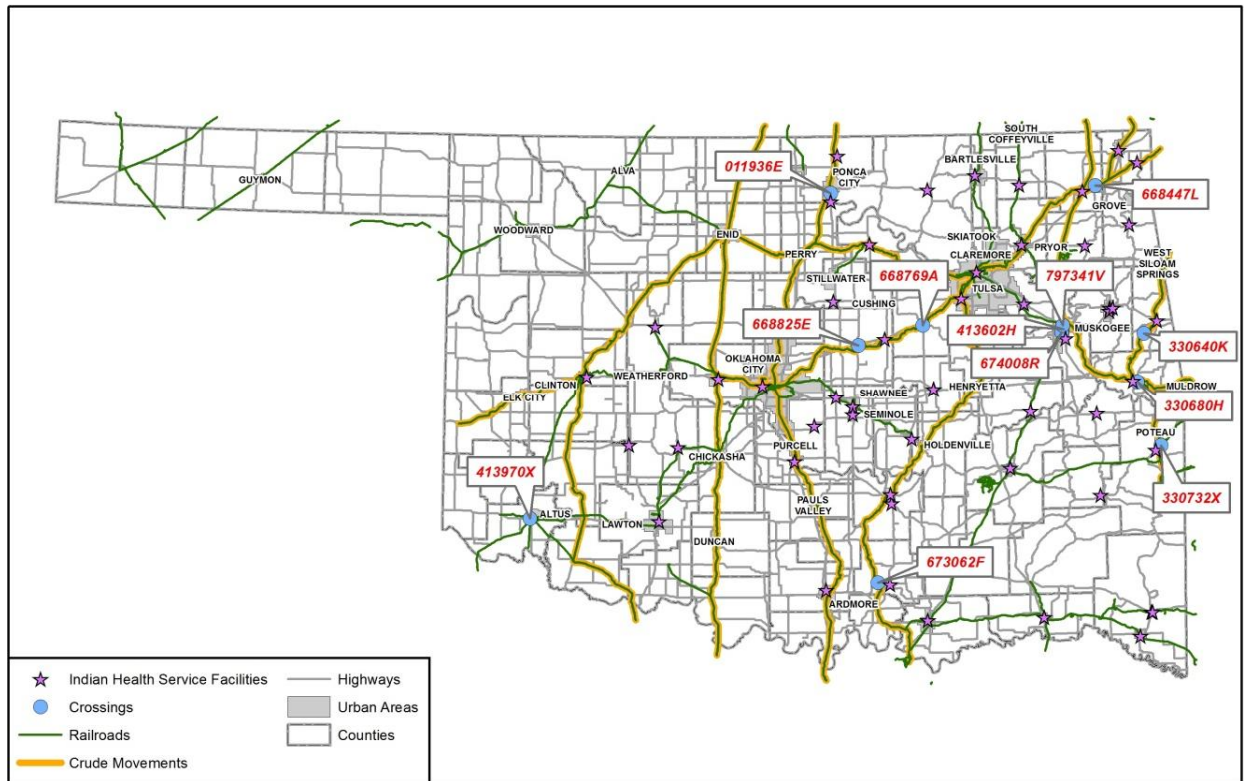 SOUTH
COFFEYVILLE
BARTLESVILLE
011936E
PONCA
CITY
ALVA
GUYMON
668447L
GROVE
WOODWARD
ENID
SKIATOOK
PERRY
CLAREMORE
PRYOR
WEST
SILOAM
SPRINGS
STILLWATER
668769A
797341V
TULSA
CUSHING
668825E
413602H
MUSKOGEE
330640K
674008R
OKLAHOMA
CITY
WEATHERFORD
CLINTON
ELK CITY
SHAWNEE
HENRYETTA
MULDROW
SEMINOLE
330680H
PURCELL
HOLDENVILLE
POTEAU
CHICKASHA
413970X
330732X
PAULS
VALLEY
ALTUS
LAWTON
DUNCAN
673062F
ARDMORE
Indian Health Service Facilities
Crossings
Railroads
Crude Movements
Highways
Urban Areas
Counties